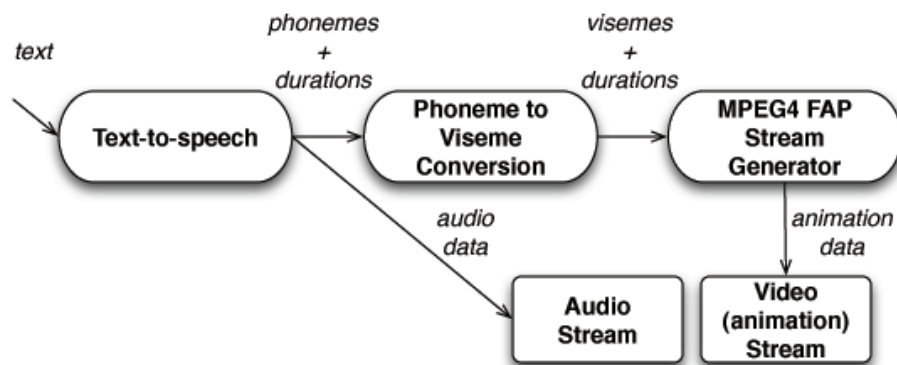 text
phonemes
+
durations
visemes
+
durations
Text-to-speech
Phoneme to
Viseme
Conversion
MPEG4 FAP
Stream
Generator
audio
data
animation
data
Audio
Stream
Video
(animation)
Stream